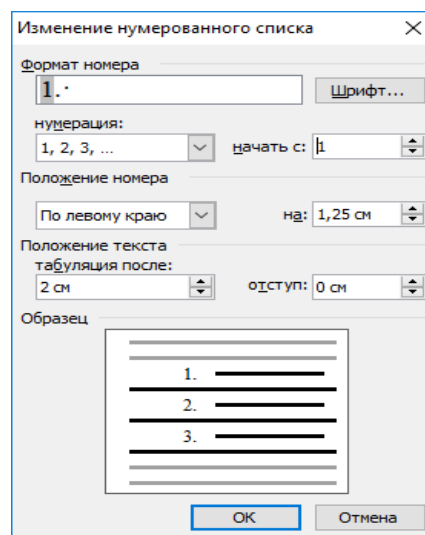 Изменение нумерованного списка
Формат номера
1.·
Шрифт...
нумерация:
1, 2, 3, ...
начать с: 1
Положение номера
По левому краю
на: 1,25 см
Положение текста
табуляция после:
2 см
отступ: 0 см
Образец
1.
2.
3.
ОК
Отмена